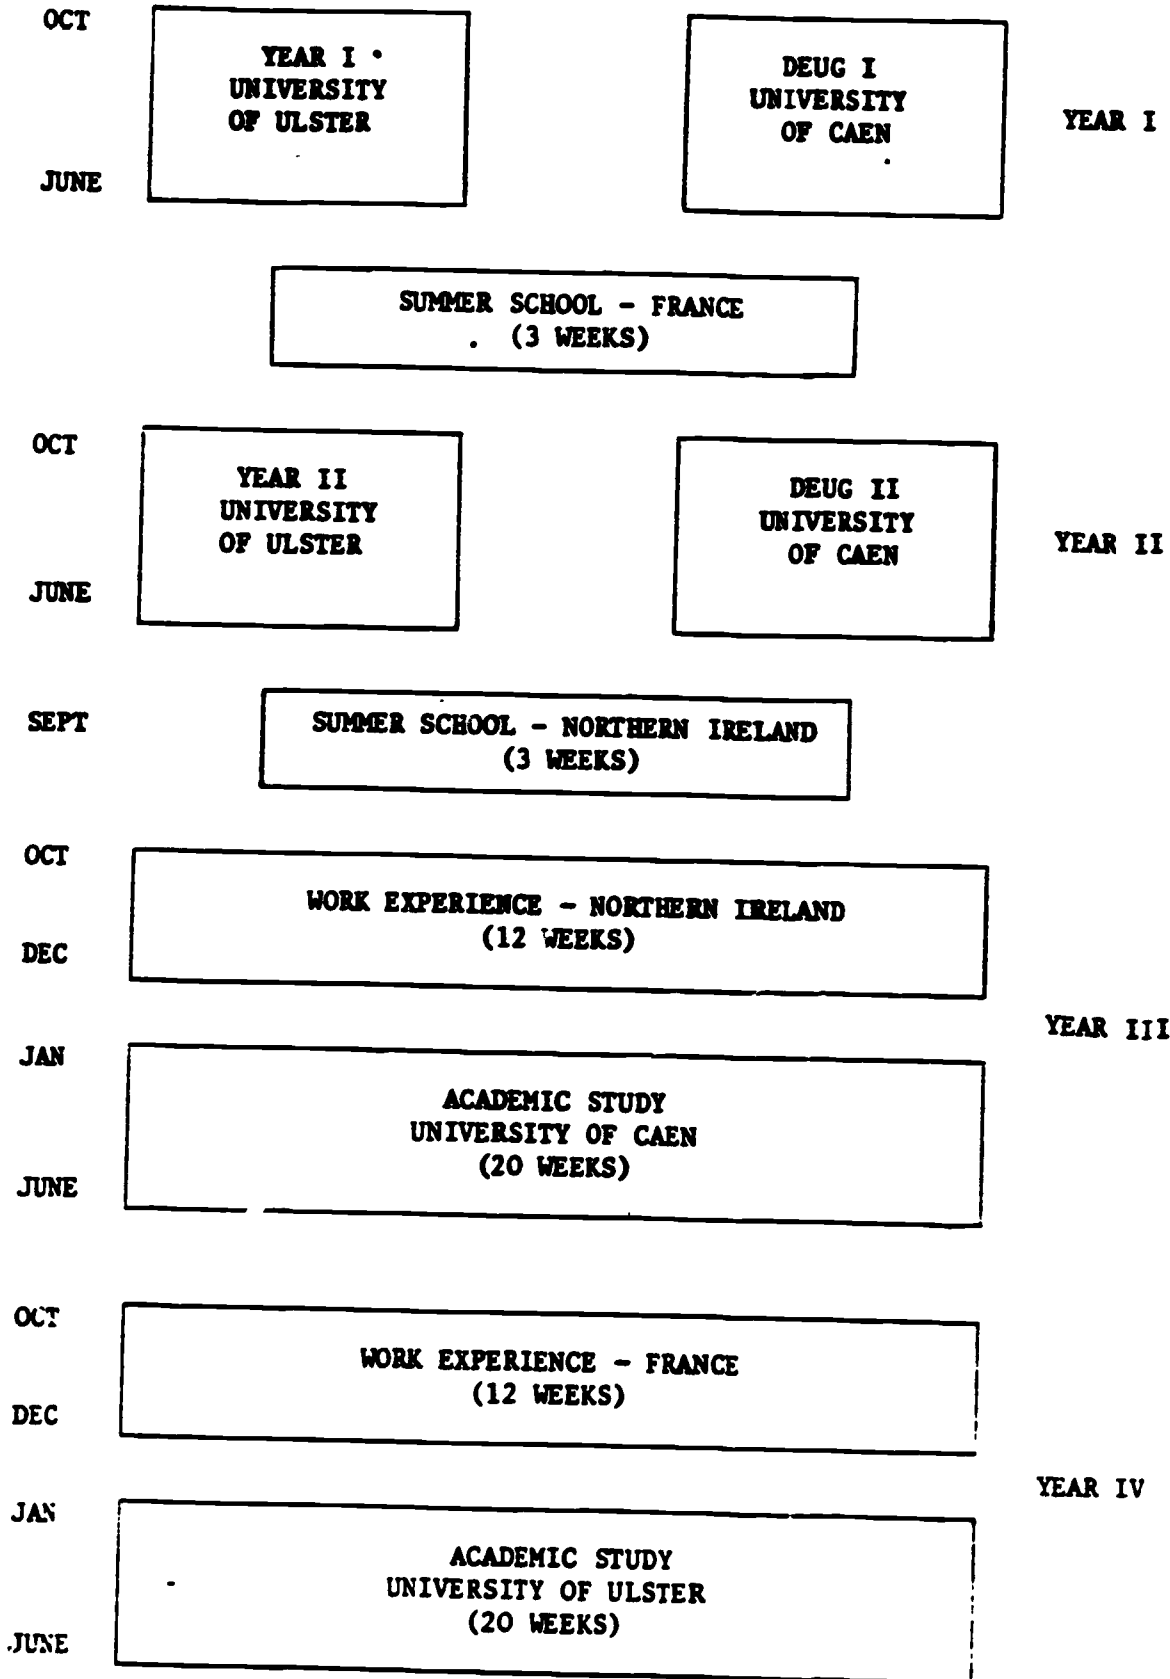 OCT
YEAR I
UNIVERSITY
OF ULSTER
JUNE
DEUG I
UNIVERSITY
OF CAEN
YEAR I
SUMMER SCHOOL - FRANCE
(3 WEEKS)
OCT
YEAR II
UNIVERSITY
OF ULSTER
JUNE
DEUG II
UNIVERSITY
OF CAEN
YEAR II
SEPT
SUMMER SCHOOL - NORTHERN IRELAND
(3 WEEKS)
OCT
WORK EXPERIENCE - NORTHERN IRELAND
(12 WEEKS)
DEC
YEAR III
JAN
ACADEMIC STUDY
UNIVERSITY OF CAEN
(20 WEEKS)
JUNE
OCT
WORK EXPERIENCE - FRANCE
(12 WEEKS)
DEC
YEAR IV
JAN
ACADEMIC STUDY
UNIVERSITY OF ULSTER
(20 WEEKS)
JUNE